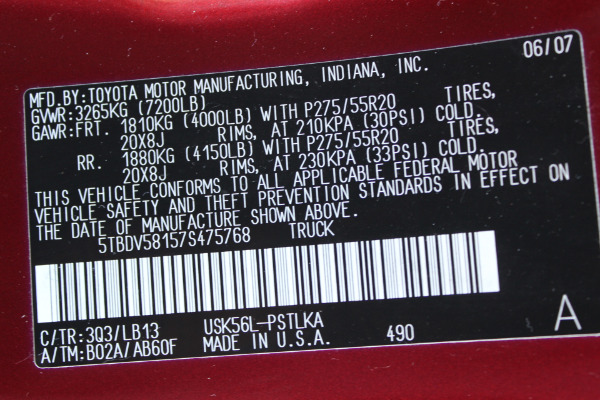 06/07
MFD.BY:TOYOTA MOTOR MANUFACTURING, INDIANA, INC.
GVWR:3265KG (7200LB)
GAWR:FRT. 1810KG (4000LB) WITH P275/55R20 TIRES,
20X8J RIMS, AT 210KPA (30PSI) COLD.
RR. 1880KG (4150LB) WITH P275/55R20 TIRES,
20X8J RIMS, AT 230KPA (33PSI) COLD.
THIS VEHICLE CONFORMS TO ALL APPLICABLE FEDERAL MOTOR
VEHICLE SAFETY AND THEFT PREVENTION STANDARDS IN EFFECT ON
THE DATE OF MANUFACTURE SHOWN ABOVE.
5TBDV58157S475768 TRUCK
C/TR:3Q3/LB13 USK56L-PSTLKA
A/TM:B02A/AB60F MADE IN U.S.A. 490
A